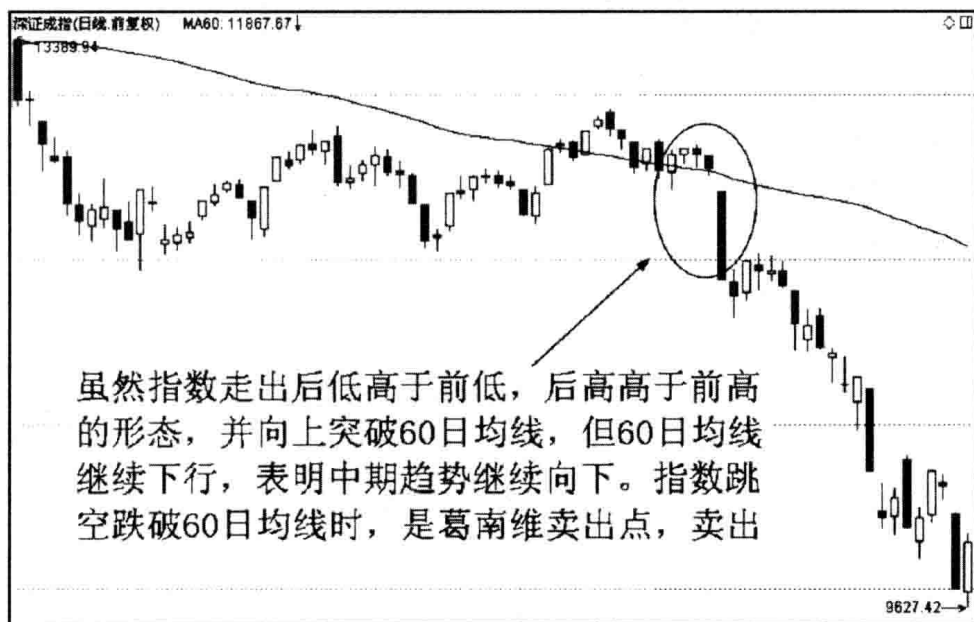 深证成指(日线.前复权) MA60: 11867.67↓
13389.94
虽然指数走出后低高于前低，后高高于前高
的形态，并向上突破60日均线，但60日均线
继续下行，表明中期趋势继续向下。指数跳
空跌破60日均线时，是葛南维卖出点，卖出
9627.42→